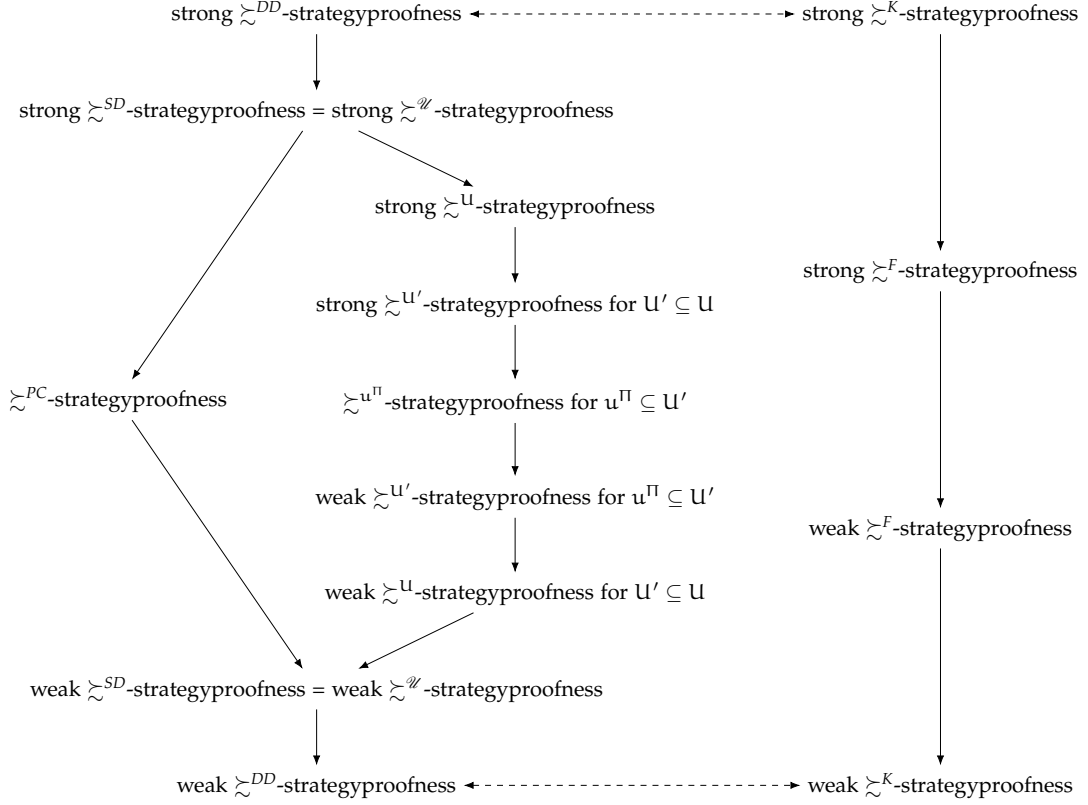 strong ≿^DD-strategyproofness
strong ≿^K-strategyproofness
strong ≿^SD-strategyproofness = strong ≿^𝒰-strategyproofness
strong ≿^U-strategyproofness
strong ≿^F-strategyproofness
strong ≿^U′-strategyproofness for U′ ⊆ U
≿^PC-strategyproofness
≿^u^Π-strategyproofness for u^Π ⊆ U′
weak ≿^U′-strategyproofness for u^Π ⊆ U′
weak ≿^F-strategyproofness
weak ≿^U-strategyproofness for U′ ⊆ U
weak ≿^SD-strategyproofness = weak ≿^𝒰-strategyproofness
weak ≿^DD-strategyproofness
weak ≿^K-strategyproofness